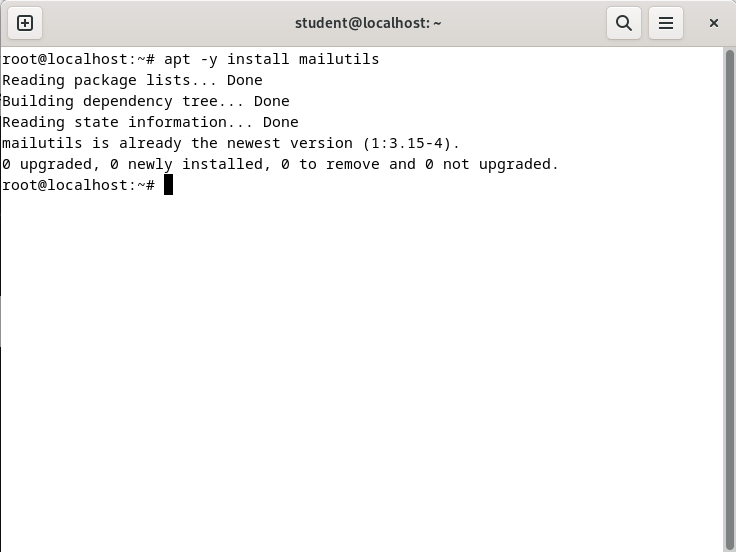 student@localhost: ~
root@localhost:~# apt -y install mailutils
Reading package lists... Done
Building dependency tree... Done
Reading state information... Done
mailutils is already the newest version (1:3.15-4).
0 upgraded, 0 newly installed, 0 to remove and 0 not upgraded.
root@localhost:~#